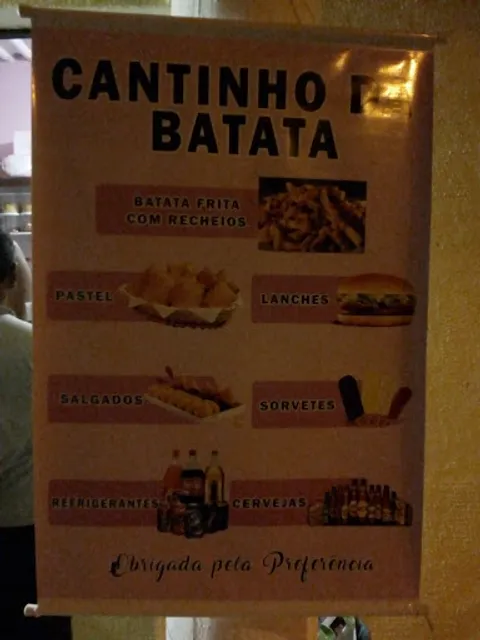 CANTINHO
BATATA
BATATA FRITA
COM RECHEIOS
PASTEL
LANCHES
SALGADOS
SORVETES
REFRIGERANTES
CERVEJAS
Obrigada pela Preferência